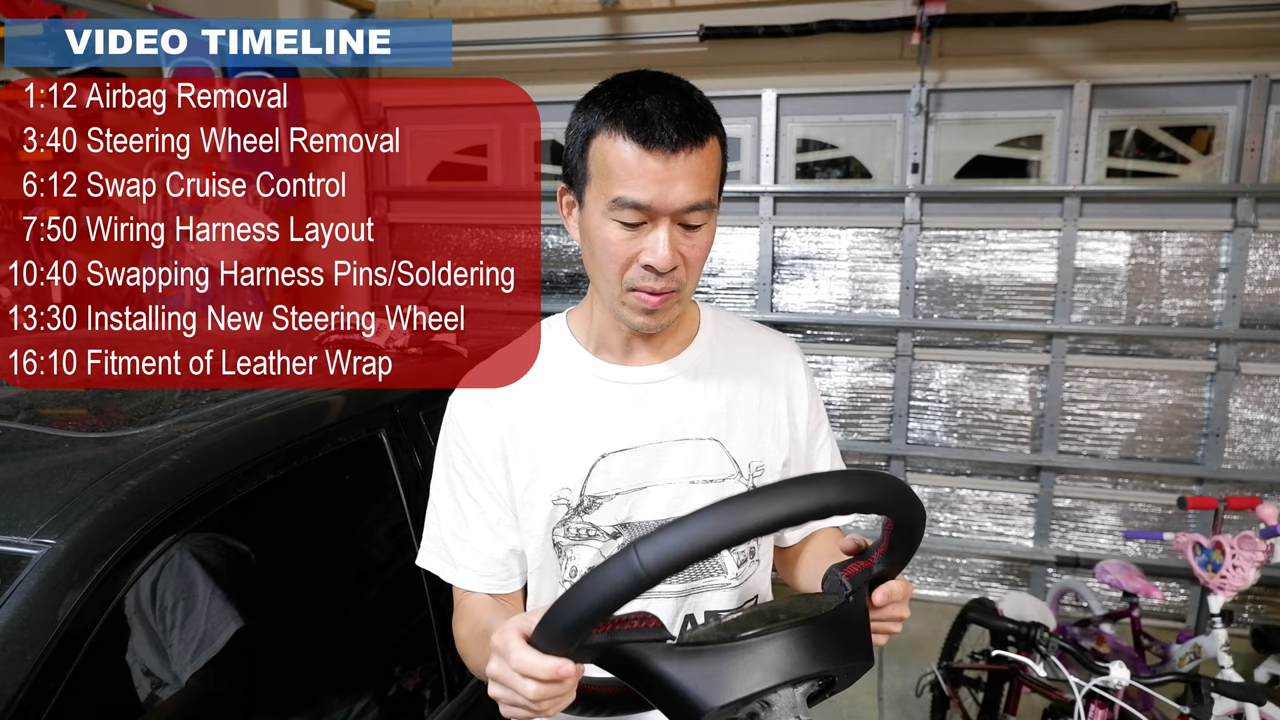 VIDEO TIMELINE
1:12 Airbag Removal
3:40 Steering Wheel Removal
6:12 Swap Cruise Control
7:50 Wiring Harness Layout
10:40 Swapping Harness Pins/Soldering
13:30 Installing New Steering Wheel
16:10 Fitment of Leather Wrap